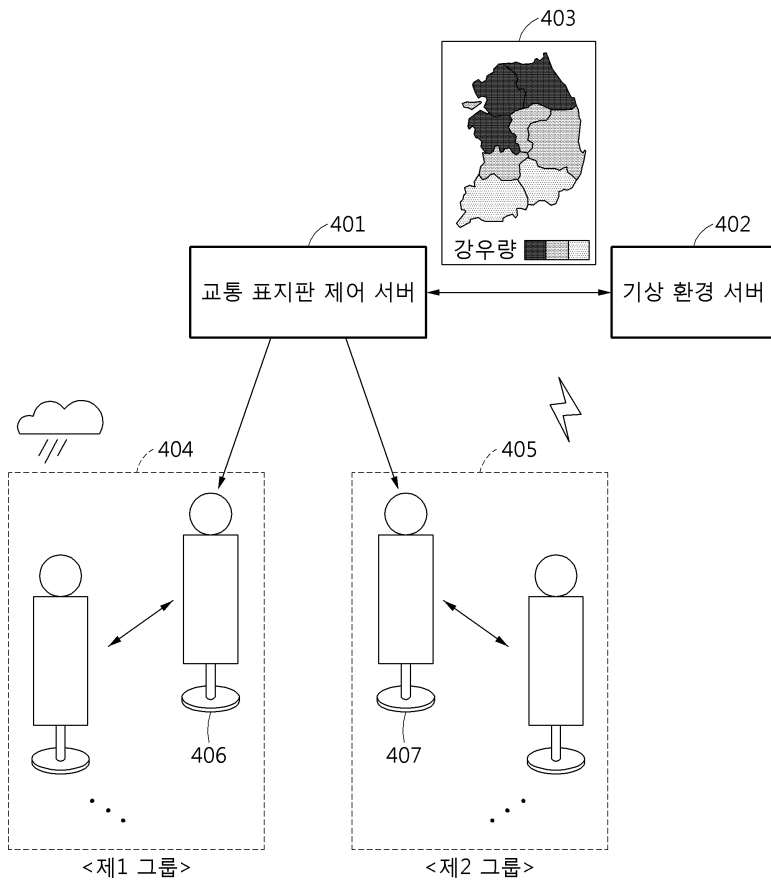 403
401
402
강우량
교통 표지판 제어 서버
기상 환경 서버
404
405
406
407
<제1 그룹>
<제2 그룹>